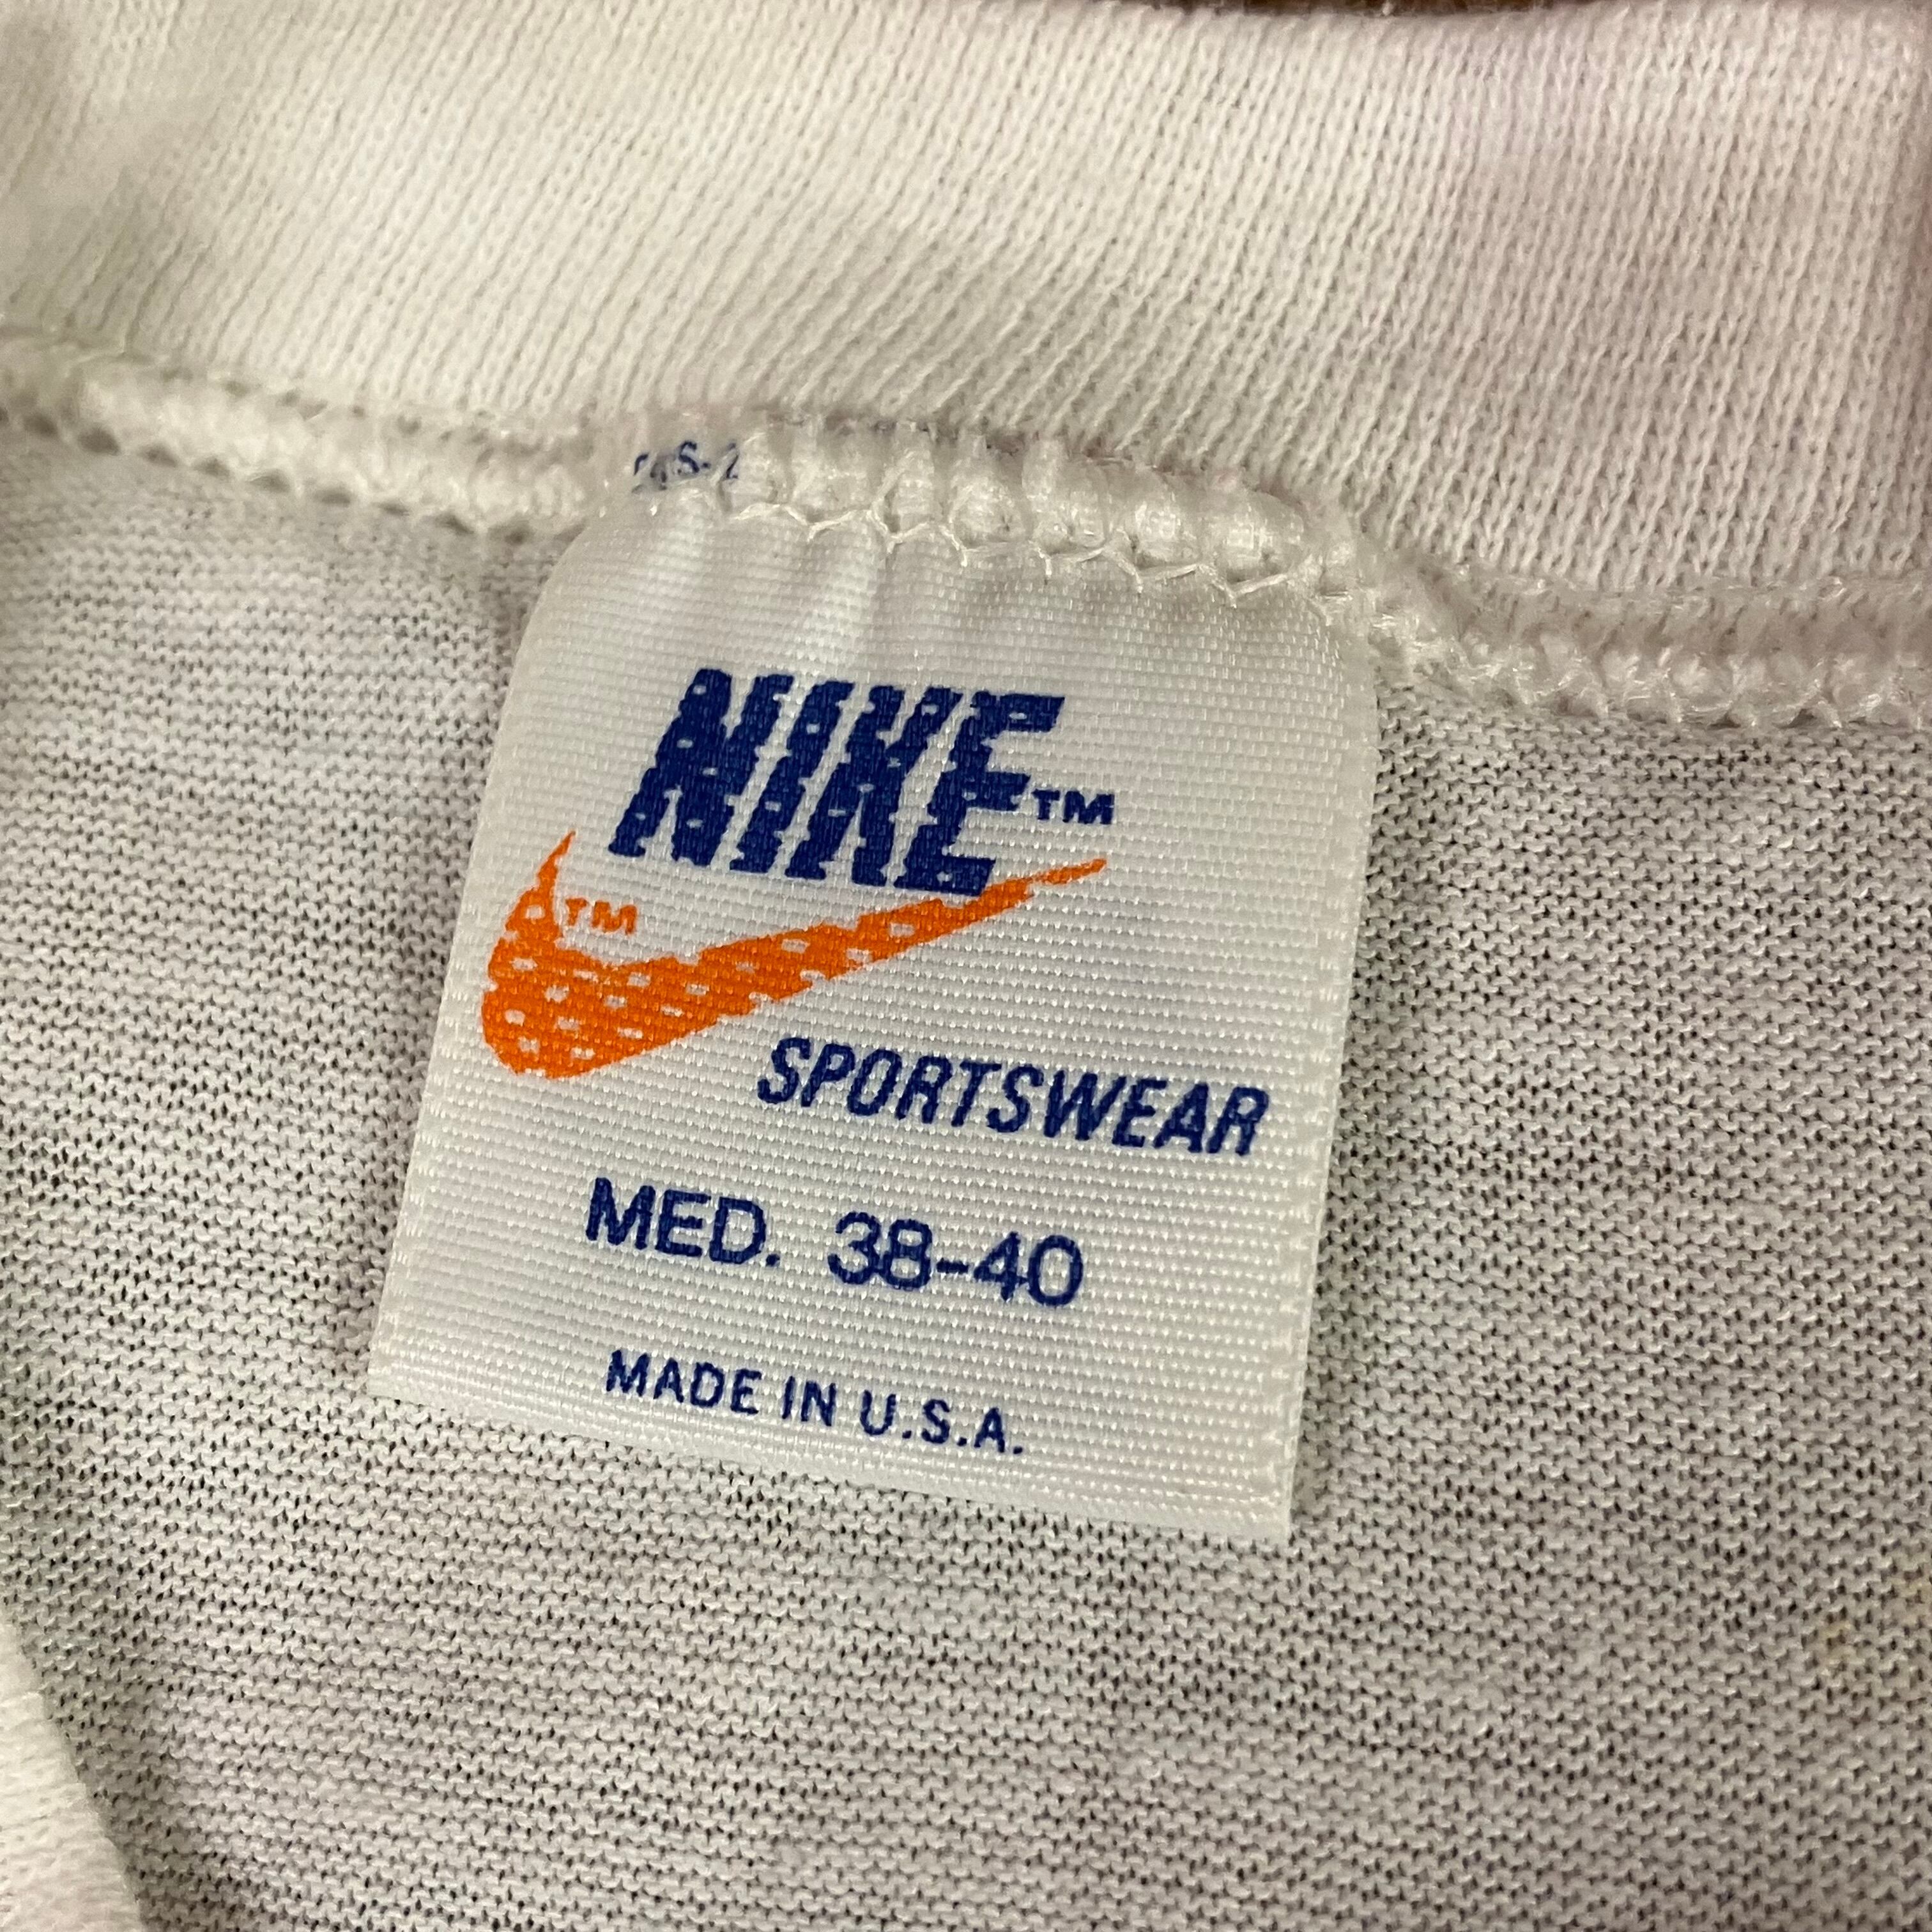 NIKE™
™
SPORTSWEAR
MED. 38-40
MADE IN U.S.A.